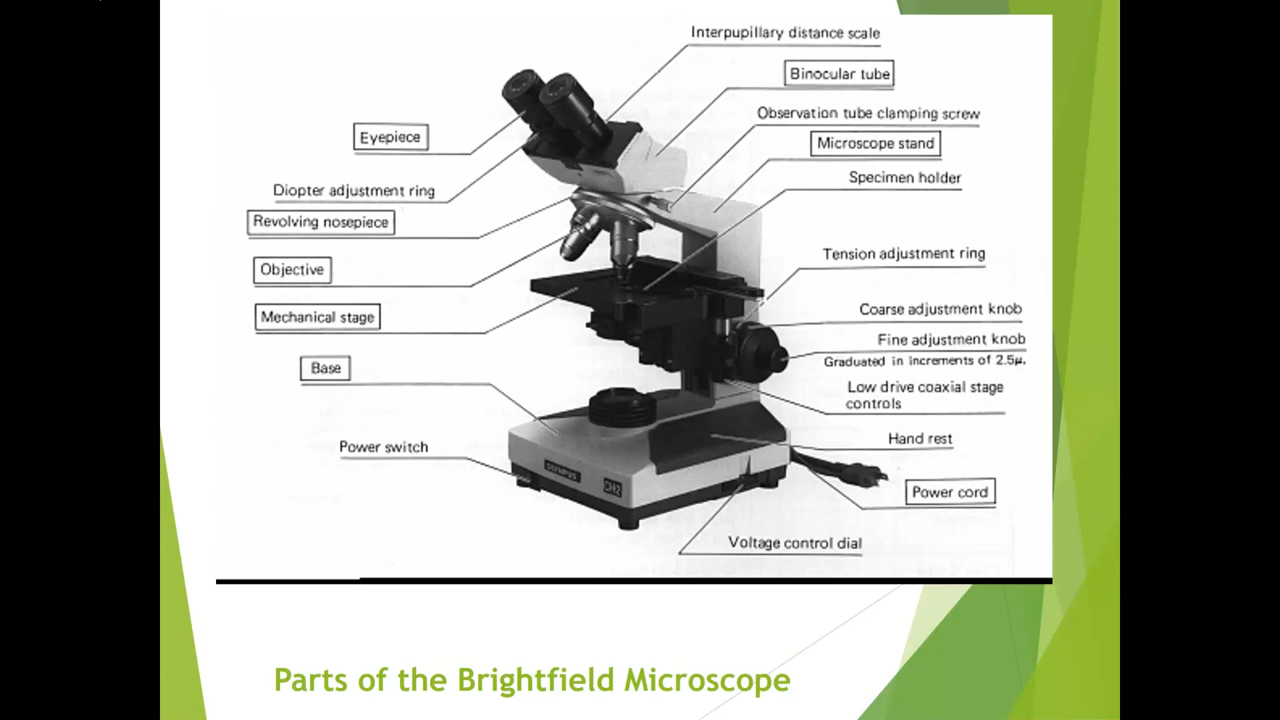 Interpupillary distance scale
Binocular tube
Observation tube clamping screw
Eyepiece
Microscope stand
Specimen holder
Diopter adjustment ring
Revolving nosepiece
Tension adjustment ring
Objective
Coarse adjustment knob
Mechanical stage
Fine adjustment knob
Graduated in increments of 2.5μ.
Base
Low drive coaxial stage
controls
Hand rest
Power switch
OLYMPUS
CH2
Power cord
Voltage control dial
Parts of the Brightfield Microscope